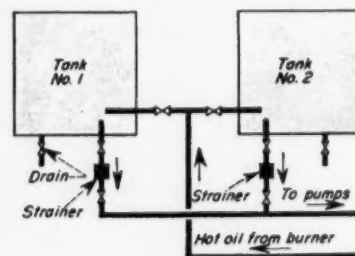 Tank
No. 1
Tank
No. 2
Drain
Strainer
Strainer
To pumps
Hot oil from burner